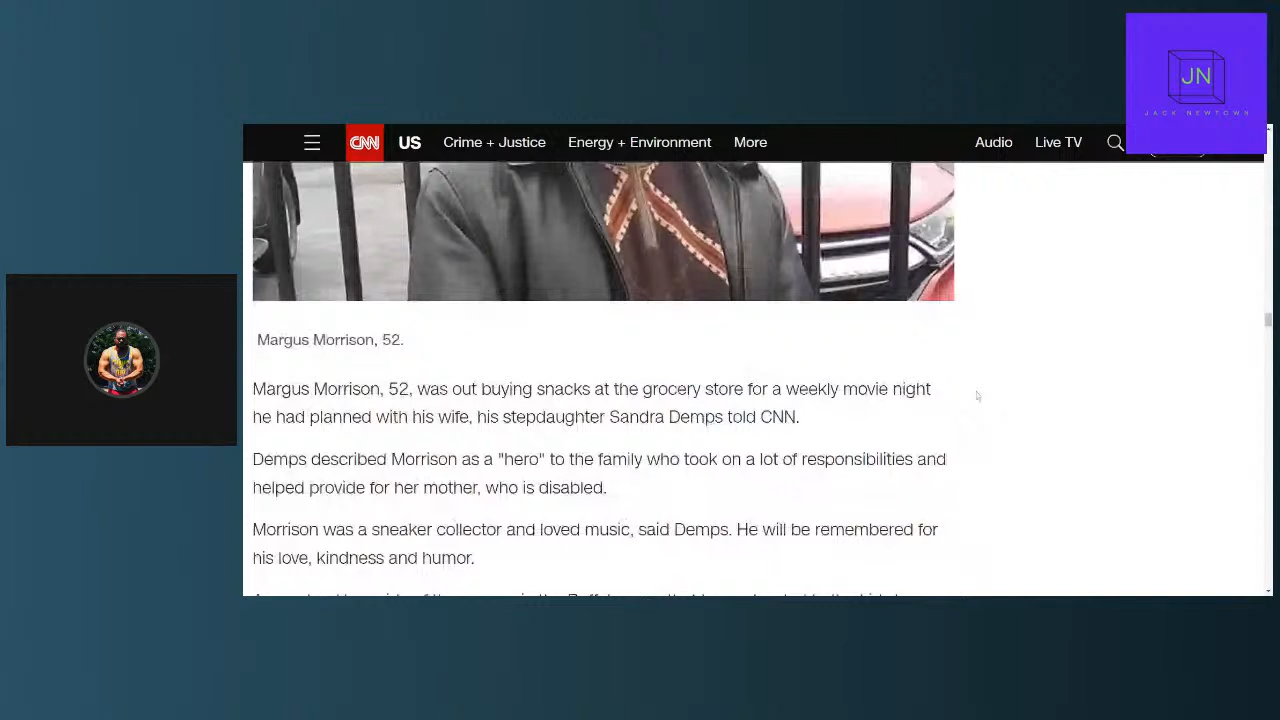 JN
JACK NEWTOWN
CNN US Crime + Justice Energy + Environment More Audio Live TV
Margus Morrison, 52.
Margus Morrison, 52, was out buying snacks at the grocery store for a weekly movie night
he had planned with his wife, his stepdaughter Sandra Demps told CNN.
Demps described Morrison as a "hero" to the family who took on a lot of responsibilities and
helped provide for her mother, who is disabled.
Morrison was a sneaker collector and loved music, said Demps. He will be remembered for
his love, kindness and humor.